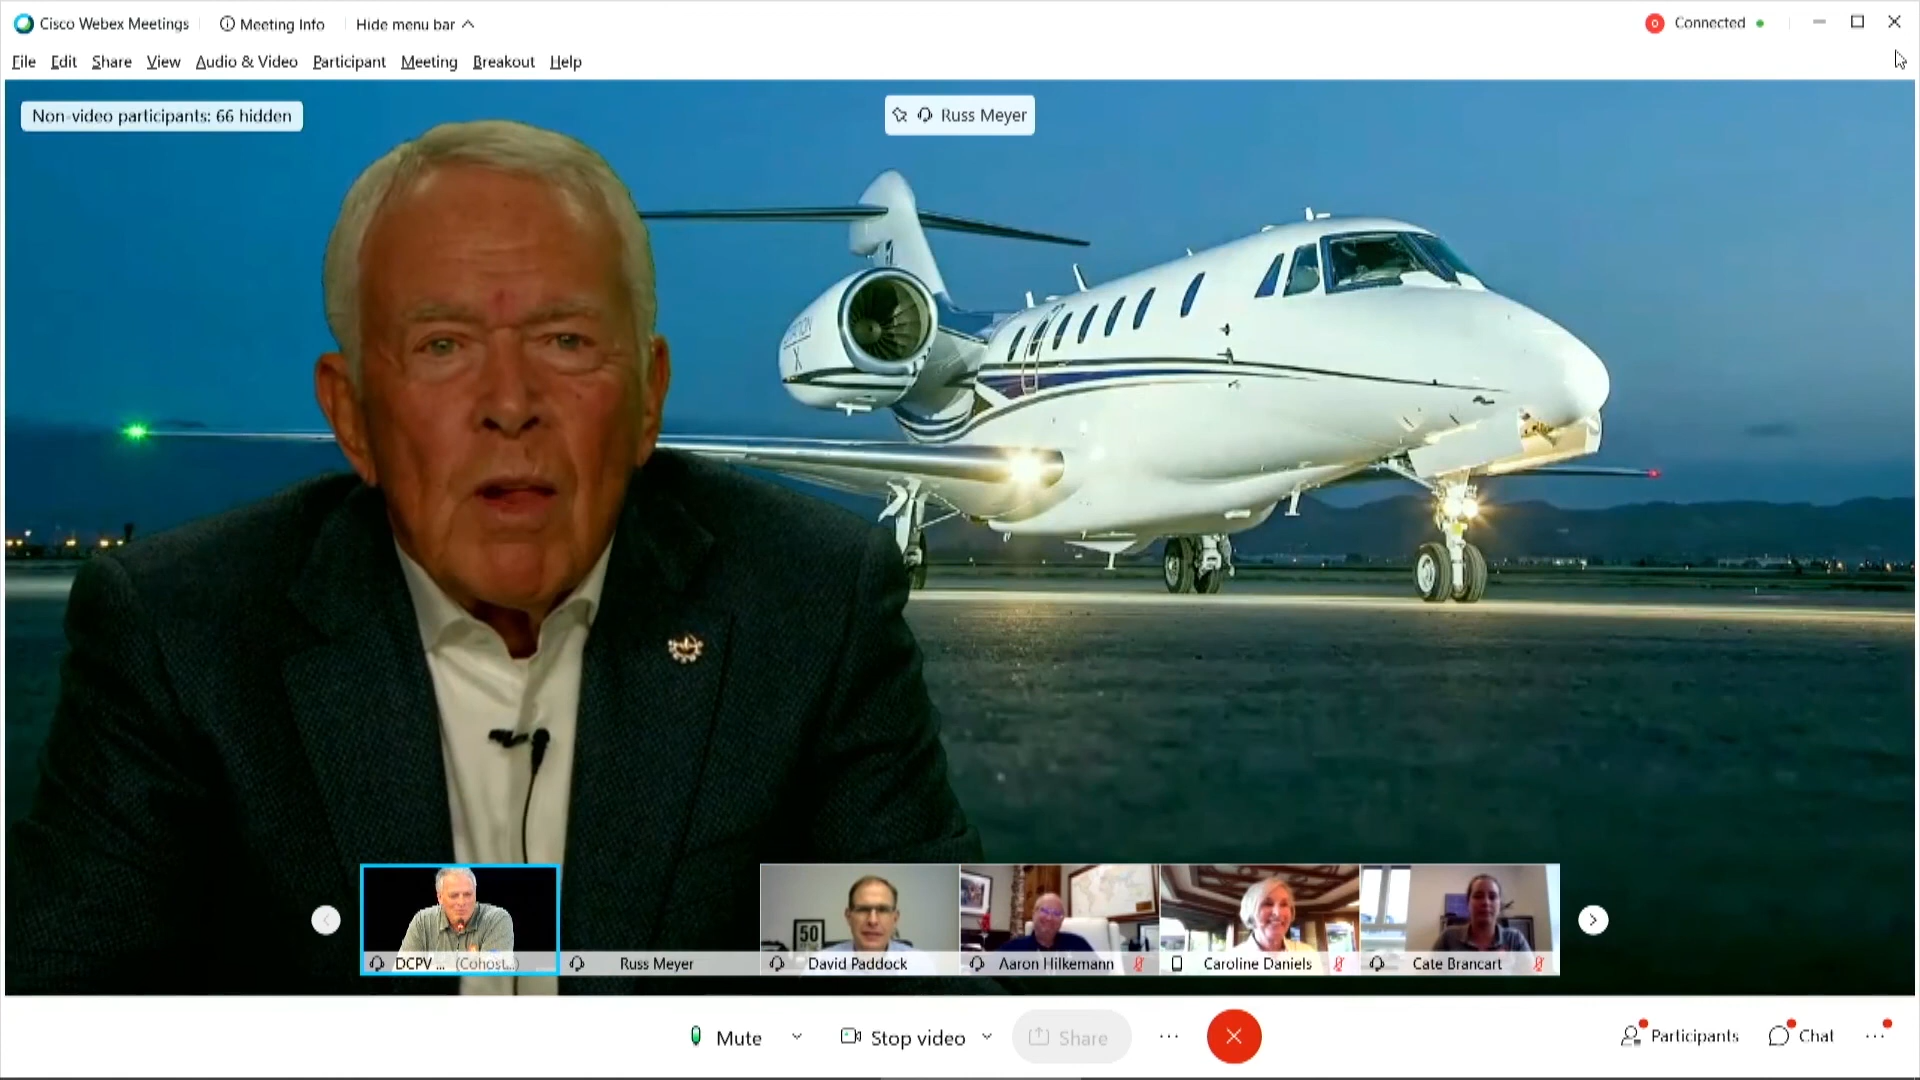 Cisco Webex Meetings
Meeting Info
Hide menu bar
Connected
File Edit Share View Audio & Video Participant Meeting Breakout Help
Non-video participants: 66 hidden
Russ Meyer
X
50
DCPV ... (Cohost...)
Russ Meyer
David Paddock
Aaron Hilkemann
Caroline Daniels
Cate Brancart
Mute
Stop video
Share
Participants
Chat